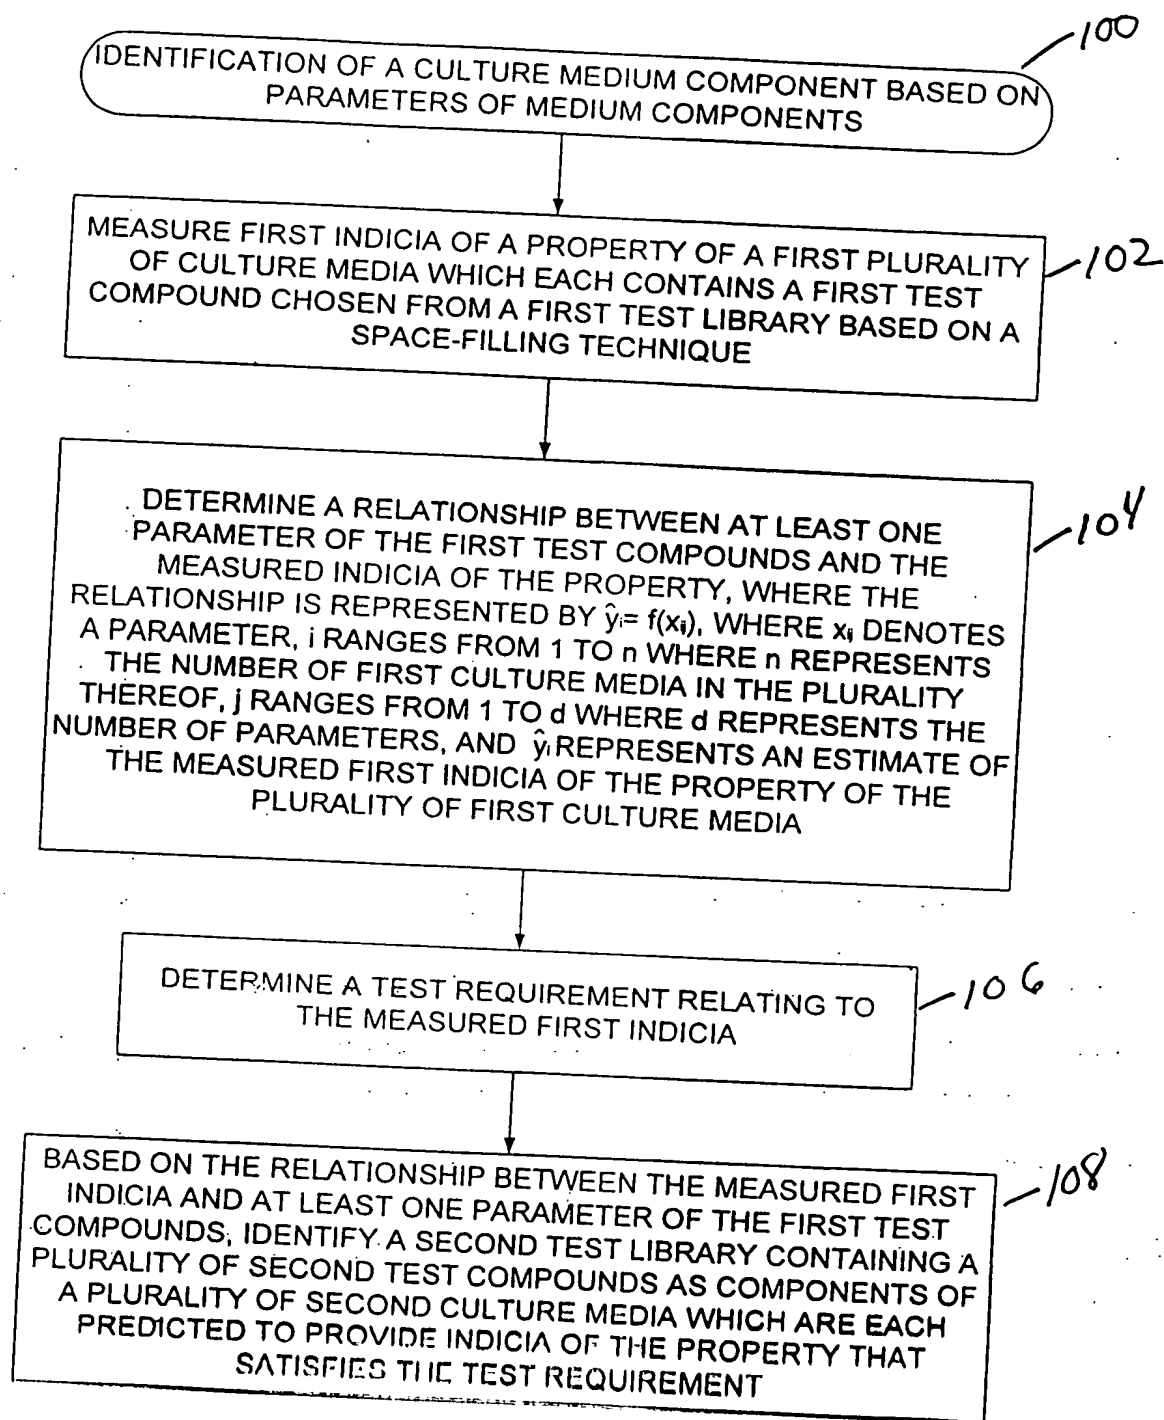 100
IDENTIFICATION OF A CULTURE MEDIUM COMPONENT BASED ON
PARAMETERS OF MEDIUM COMPONENTS
MEASURE FIRST INDICIA OF A PROPERTY OF A FIRST PLURALITY
OF CULTURE MEDIA WHICH EACH CONTAINS A FIRST TEST
COMPOUND CHOSEN FROM A FIRST TEST LIBRARY BASED ON A
SPACE-FILLING TECHNIQUE
102
DETERMINE A RELATIONSHIP BETWEEN AT LEAST ONE
PARAMETER OF THE FIRST TEST COMPOUNDS AND THE
MEASURED INDICIA OF THE PROPERTY, WHERE THE
RELATIONSHIP IS REPRESENTED BY ŷᵢ= f(xᵢⱼ), WHERE xᵢⱼ DENOTES
A PARAMETER, i RANGES FROM 1 TO n WHERE n REPRESENTS
THE NUMBER OF FIRST CULTURE MEDIA IN THE PLURALITY
THEREOF, j RANGES FROM 1 TO d WHERE d REPRESENTS THE
NUMBER OF PARAMETERS, AND ŷᵢ REPRESENTS AN ESTIMATE OF
THE MEASURED FIRST INDICIA OF THE PROPERTY OF THE
PLURALITY OF FIRST CULTURE MEDIA
104
DETERMINE A TEST REQUIREMENT RELATING TO
THE MEASURED FIRST INDICIA
106
BASED ON THE RELATIONSHIP BETWEEN THE MEASURED FIRST
INDICIA AND AT LEAST ONE PARAMETER OF THE FIRST TEST
COMPOUNDS, IDENTIFY A SECOND TEST LIBRARY CONTAINING A
PLURALITY OF SECOND TEST COMPOUNDS AS COMPONENTS OF
A PLURALITY OF SECOND CULTURE MEDIA WHICH ARE EACH
PREDICTED TO PROVIDE INDICIA OF THE PROPERTY THAT
SATISFIES THE TEST REQUIREMENT
108